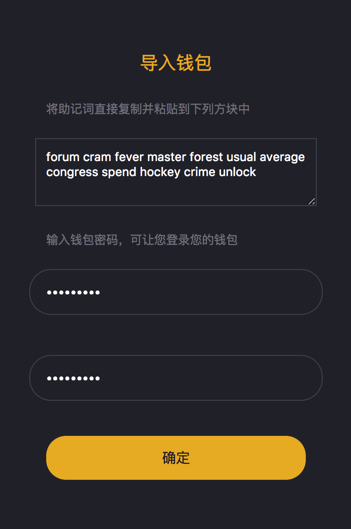 导入钱包
将助记词直接复制并粘贴到下列方块中
forum cram fever master forest usual average
congress spend hockey crime unlock
输入钱包密码，可让您登录您的钱包
•••••••••
•••••••••
确定